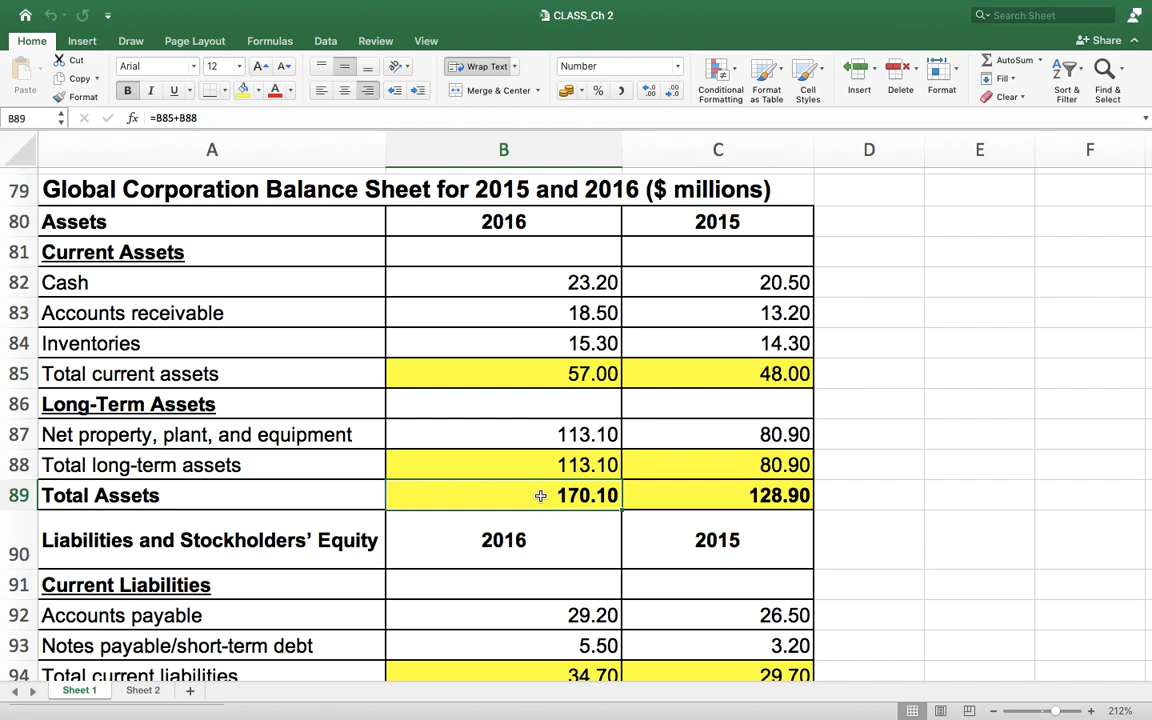 CLASS_Ch 2
Search Sheet
Home Insert Draw Page Layout Formulas Data Review View
Share
Paste
Cut
Copy
Format
Arial 12
B I U
Wrap Text
Merge & Center
Number
%
Conditional Formatting
Format as Table
Cell Styles
Insert
Delete
Format
AutoSum
Fill
Clear
Sort & Filter
Find & Select
B89 fx =B85+B88
A B C D E F
79 Global Corporation Balance Sheet for 2015 and 2016 ($ millions)
80 Assets 2016 2015
81 Current Assets
82 Cash 23.20 20.50
83 Accounts receivable 18.50 13.20
84 Inventories 15.30 14.30
85 Total current assets 57.00 48.00
86 Long-Term Assets
87 Net property, plant, and equipment 113.10 80.90
88 Total long-term assets 113.10 80.90
89 Total Assets 170.10 128.90
90 Liabilities and Stockholders’ Equity 2016 2015
91 Current Liabilities
92 Accounts payable 29.20 26.50
93 Notes payable/short-term debt 5.50 3.20
94 Total current liabilities 34.70 29.70
Sheet 1 Sheet 2 +
212%